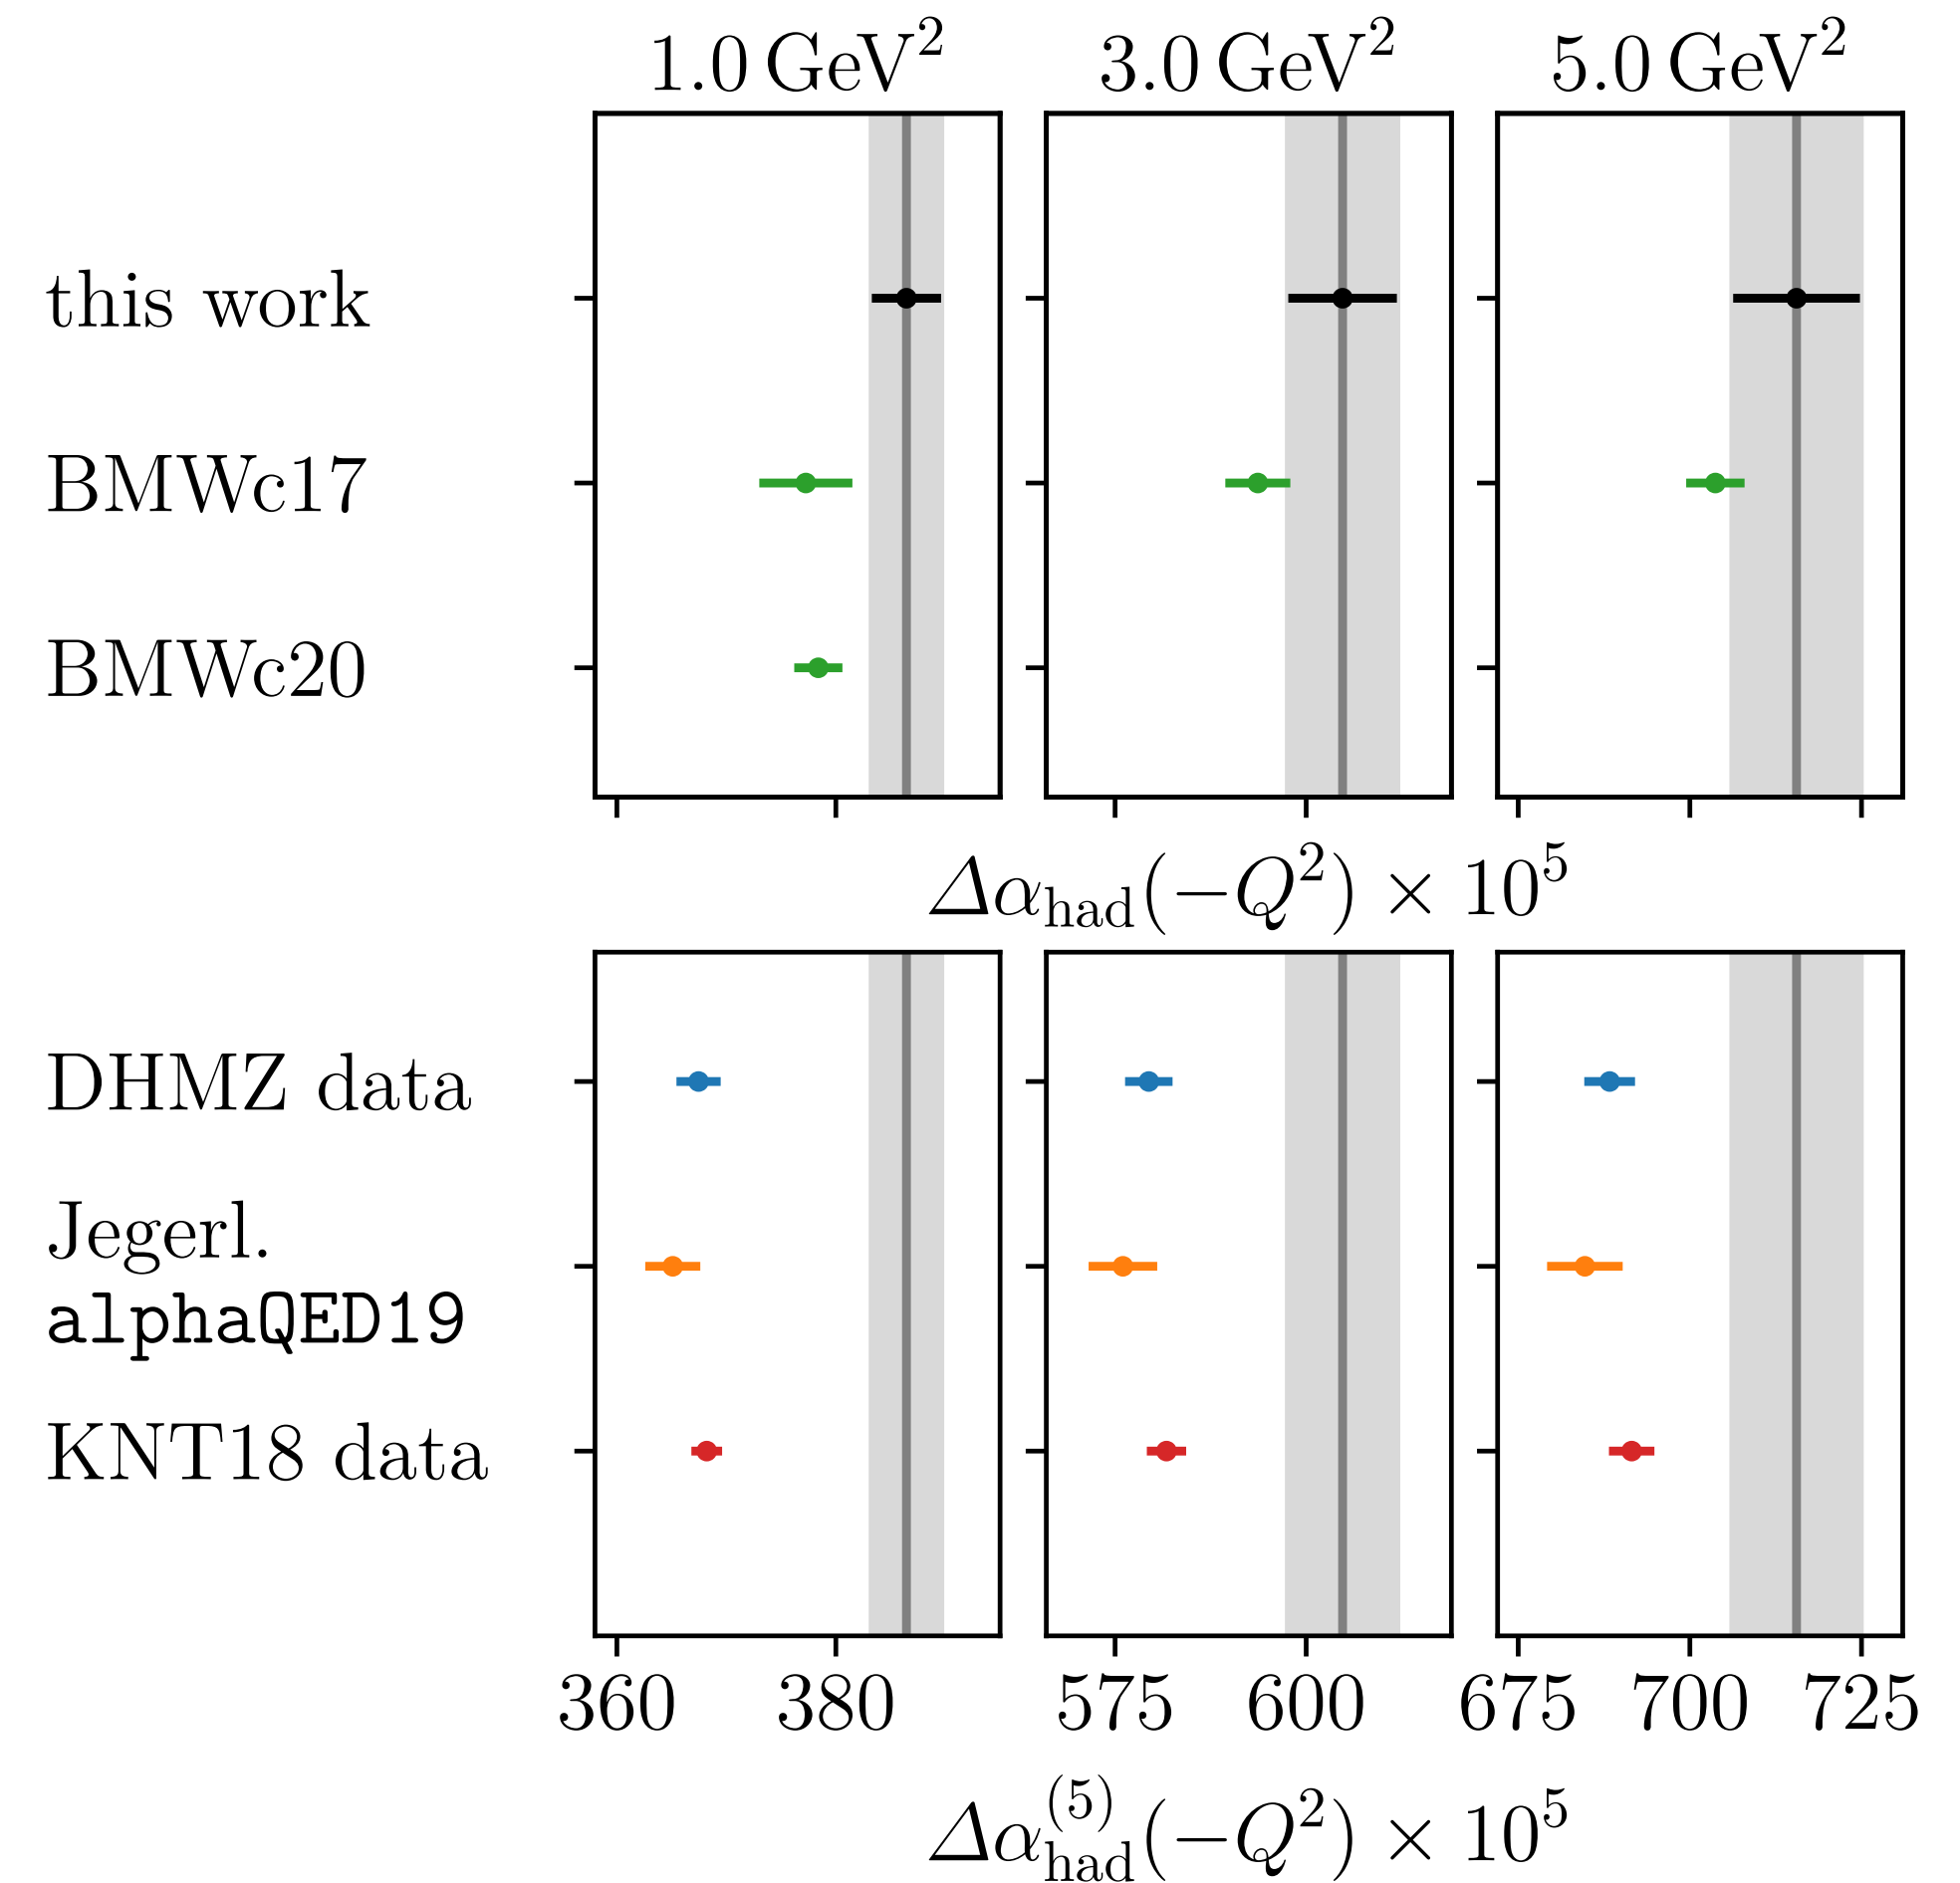 1.0 GeV² 3.0 GeV² 5.0 GeV²
this work
BMWc17
BMWc20
Δα_had(−Q²) × 10⁵
DHMZ data
Jegerl.
alphaQED19
KNT18 data
360 380 575 600 675 700 725
Δα_had^(5)(−Q²) × 10⁵